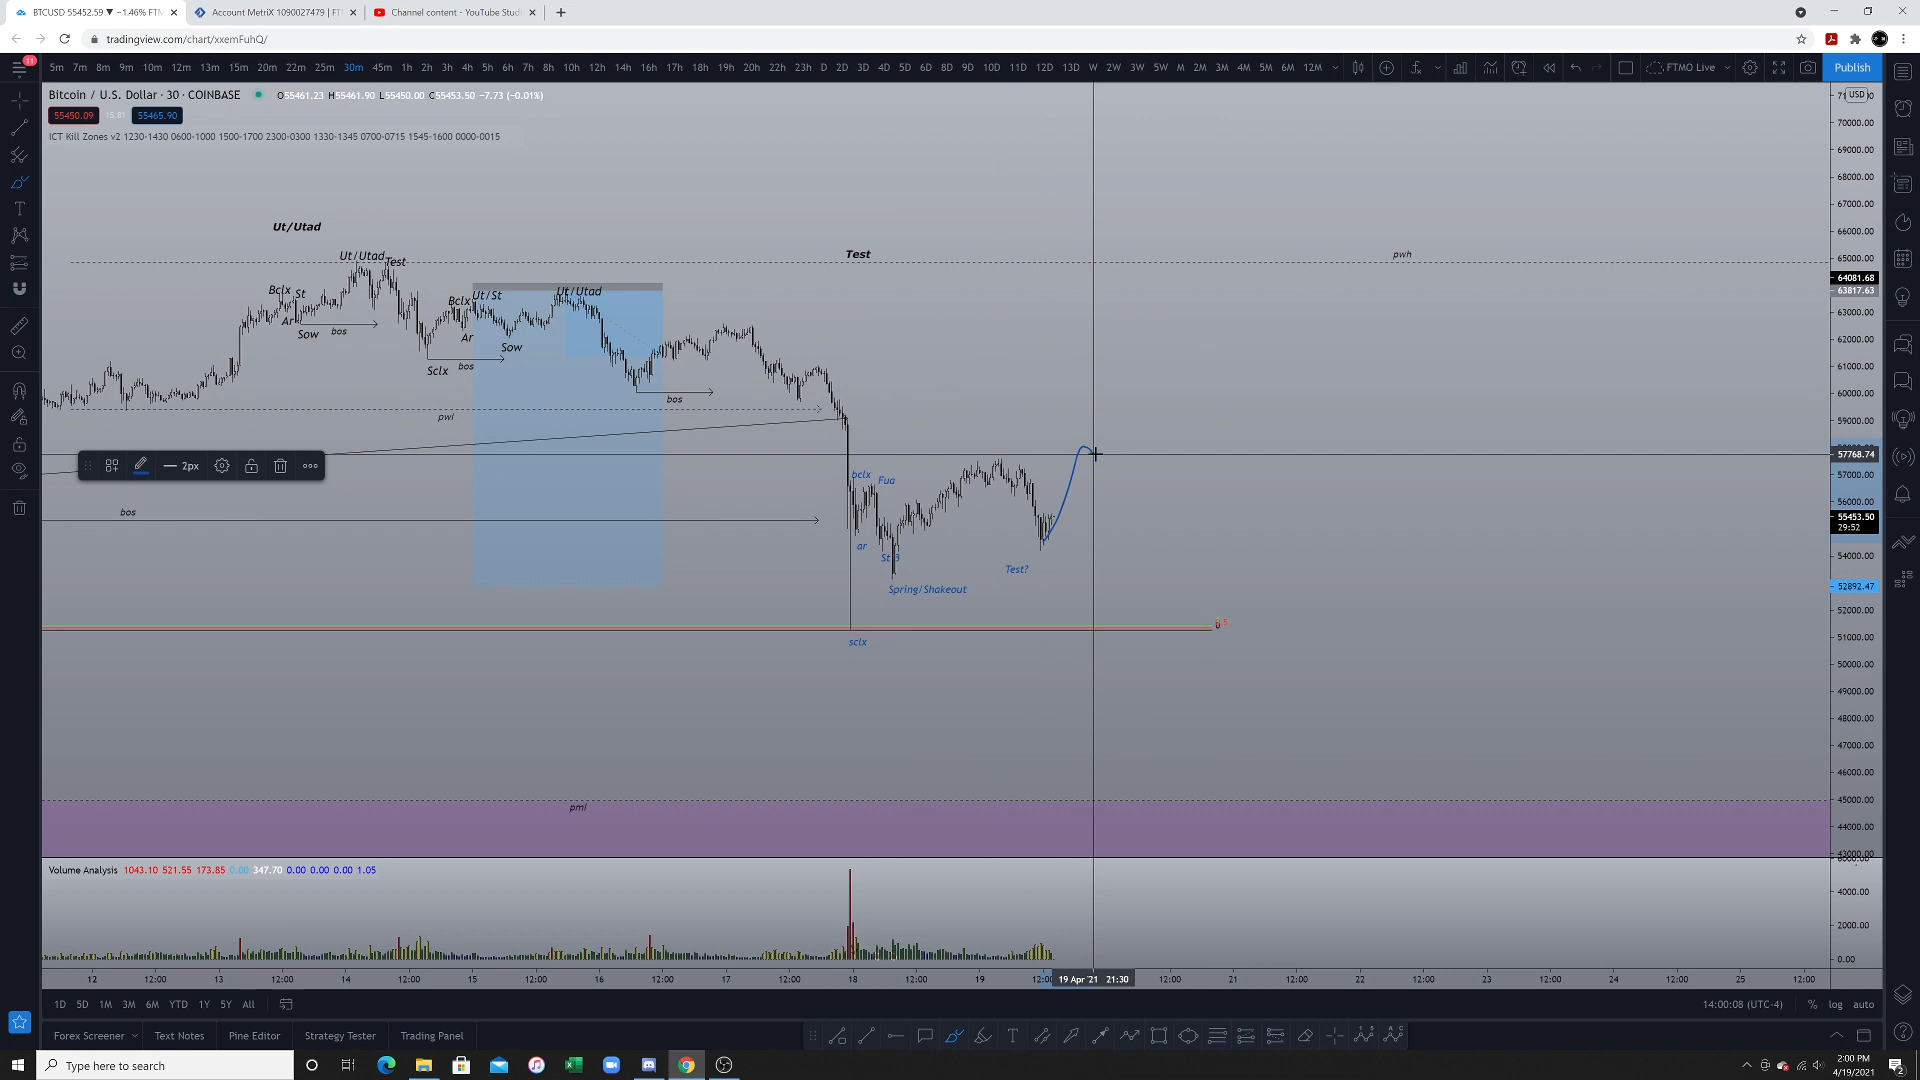 BTCUSD 55452.59 ▼ −1.46% FTM
Account MetriX 1090027479 | FT
Channel content - YouTube Stud
tradingview.com/chart/xxemFuhQ/
11
5m 7m 8m 9m 10m 12m 13m 15m 20m 22m 25m 30m 45m 1h 2h 3h 4h 5h 6h 7h 8h 10h 12h 14h 16h 17h 18h 19h 20h 22h 23h D 2D 3D 4D 5D 6D 7D 8D 9D 10D 11D 12D 13D W 2W 3W 5W M 2M 3M 4M 5M 6M 12M
FTMO Live
Publish
Bitcoin / U.S. Dollar · 30 · COINBASE O55461.23 H55461.90 L55450.00 C55453.50 −7.73 (−0.01%)
55450.09 15.81 55465.90
ICT Kill Zones v2 1230-1430 0600-1000 1500-1700 2300-0300 1330-1345 0700-0715 1545-1600 0000-0015
USD
70000.00
69000.00
68000.00
67000.00
66000.00
65000.00
64081.68
63817.63
63000.00
62000.00
61000.00
60000.00
59000.00
57768.74
57000.00
56000.00
55453.50
29:52
54000.00
52892.47
52000.00
51000.00
50000.00
49000.00
48000.00
47000.00
46000.00
45000.00
44000.00
43000.00
Ut/Utad
Test
pwh
Ut/Utad Test
Bclx St
Ar
Sow
bos
Bclx Ut/St
Ut/Utad
Ar
Sow
Sclx
bos
bos
pwl
2px
bos
bclx
Fua
ar
St B
Test?
Spring/Shakeout
sclx
pml
Volume Analysis 1043.10 521.55 173.85 0.00 347.70 0.00 0.00 0.00 1.05
4000.00
2000.00
0.00
12 12:00 13 12:00 14 12:00 15 12:00 16 12:00 17 12:00 18 12:00 19 12:00 19 Apr '21 21:30 12:00 21 12:00 22 12:00 23 12:00 24 12:00 25 12:00
1D 5D 1M 3M 6M YTD 1Y 5Y All
14:00:08 (UTC-4) % log auto
Forex Screener Text Notes Pine Editor Strategy Tester Trading Panel
Type here to search
2:00 PM
4/19/2021
2